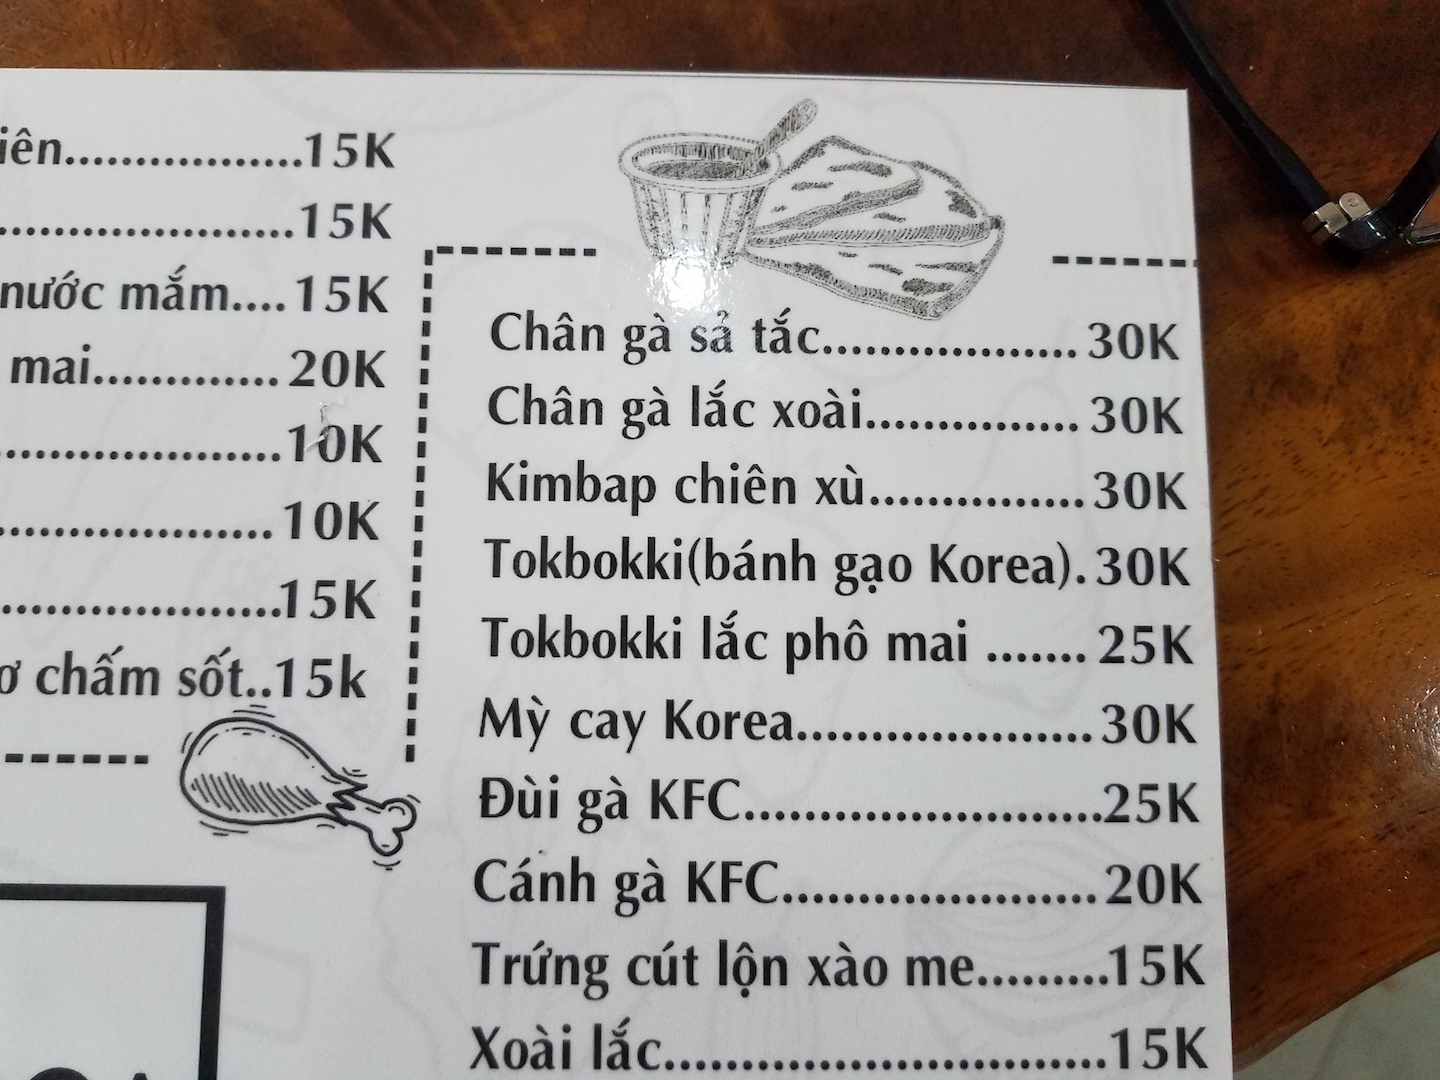 iên.................15K
.....................15K
nước mắm....15K
mai.............20K
....................10K
...................10K
....................15K
chấm sốt..15k
Chân gà sả tắc.................. 30K
Chân gà lắc xoài............... 30K
Kimbap chiên xù............... 30K
Tokbokki(bánh gạo Korea). 30K
Tokbokki lắc phô mai ....... 25K
Mỳ cay Korea..................... 30K
Đùi gà KFC.........................25K
Cánh gà KFC...................... 20K
Trứng cút lộn xào me.........15K
Xoài lắc...............................15K